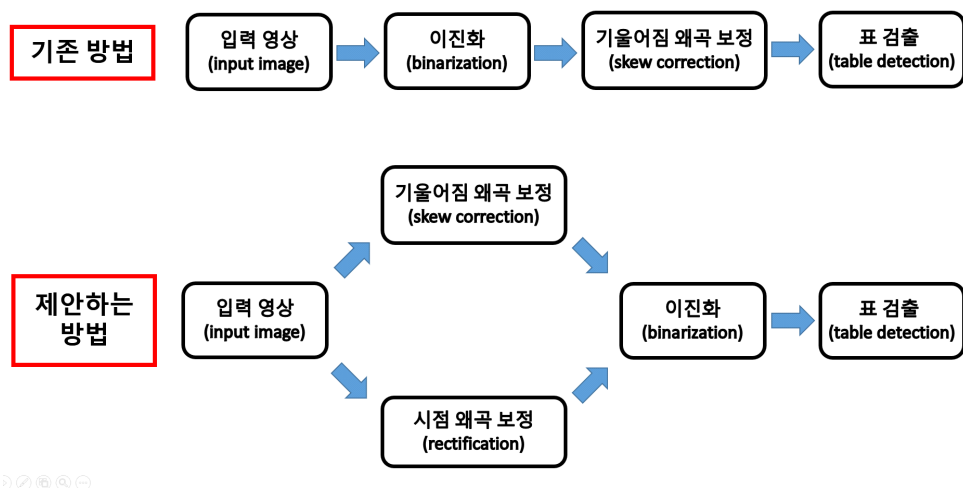 기존 방법
입력 영상
(input image)
이진화
(binarization)
기울어짐 왜곡 보정
(skew correction)
표 검출
(table detection)
제안하는
방법
입력 영상
(input image)
기울어짐 왜곡 보정
(skew correction)
시점 왜곡 보정
(rectification)
이진화
(binarization)
표 검출
(table detection)